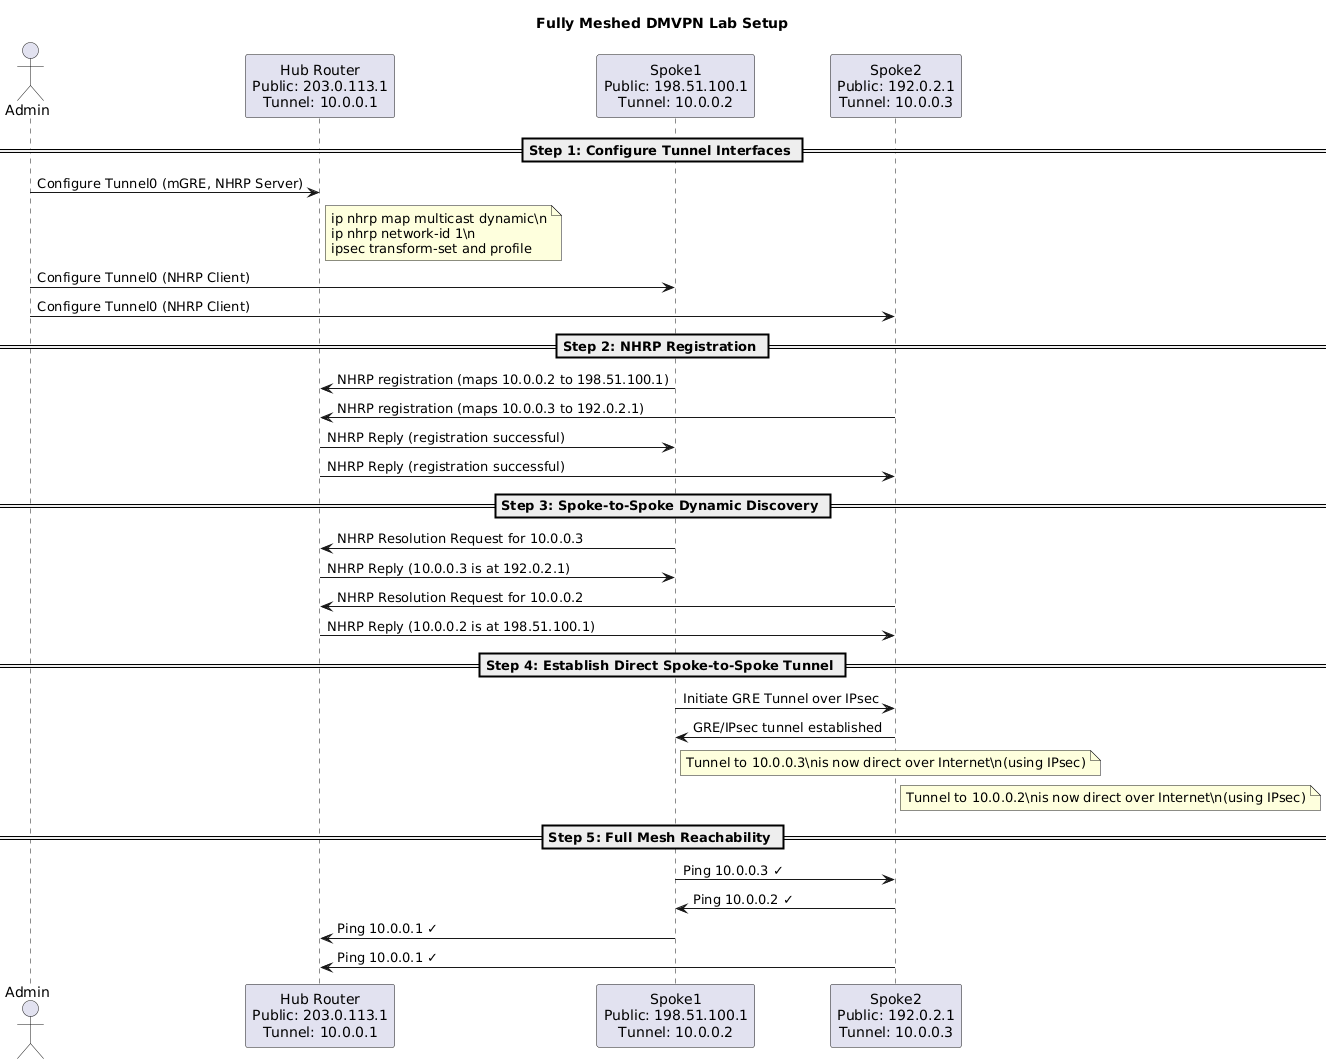 Fully Meshed DMVPN Lab Setup
Admin
Hub Router
Public: 203.0.113.1
Tunnel: 10.0.0.1
Spoke1
Public: 198.51.100.1
Tunnel: 10.0.0.2
Spoke2
Public: 192.0.2.1
Tunnel: 10.0.0.3
Step 1: Configure Tunnel Interfaces
Configure Tunnel0 (mGRE, NHRP Server)
ip nhrp map multicast dynamic\n
ip nhrp network-id 1\n
ipsec transform-set and profile
Configure Tunnel0 (NHRP Client)
Configure Tunnel0 (NHRP Client)
Step 2: NHRP Registration
NHRP registration (maps 10.0.0.2 to 198.51.100.1)
NHRP registration (maps 10.0.0.3 to 192.0.2.1)
NHRP Reply (registration successful)
NHRP Reply (registration successful)
Step 3: Spoke-to-Spoke Dynamic Discovery
NHRP Resolution Request for 10.0.0.3
NHRP Reply (10.0.0.3 is at 192.0.2.1)
NHRP Resolution Request for 10.0.0.2
NHRP Reply (10.0.0.2 is at 198.51.100.1)
Step 4: Establish Direct Spoke-to-Spoke Tunnel
Initiate GRE Tunnel over IPsec
GRE/IPsec tunnel established
Tunnel to 10.0.0.3\nis now direct over Internet\n(using IPsec)
Tunnel to 10.0.0.2\nis now direct over Internet\n(using IPsec)
Step 5: Full Mesh Reachability
Ping 10.0.0.3 ✓
Ping 10.0.0.2 ✓
Ping 10.0.0.1 ✓
Ping 10.0.0.1 ✓
Admin
Hub Router
Public: 203.0.113.1
Tunnel: 10.0.0.1
Spoke1
Public: 198.51.100.1
Tunnel: 10.0.0.2
Spoke2
Public: 192.0.2.1
Tunnel: 10.0.0.3